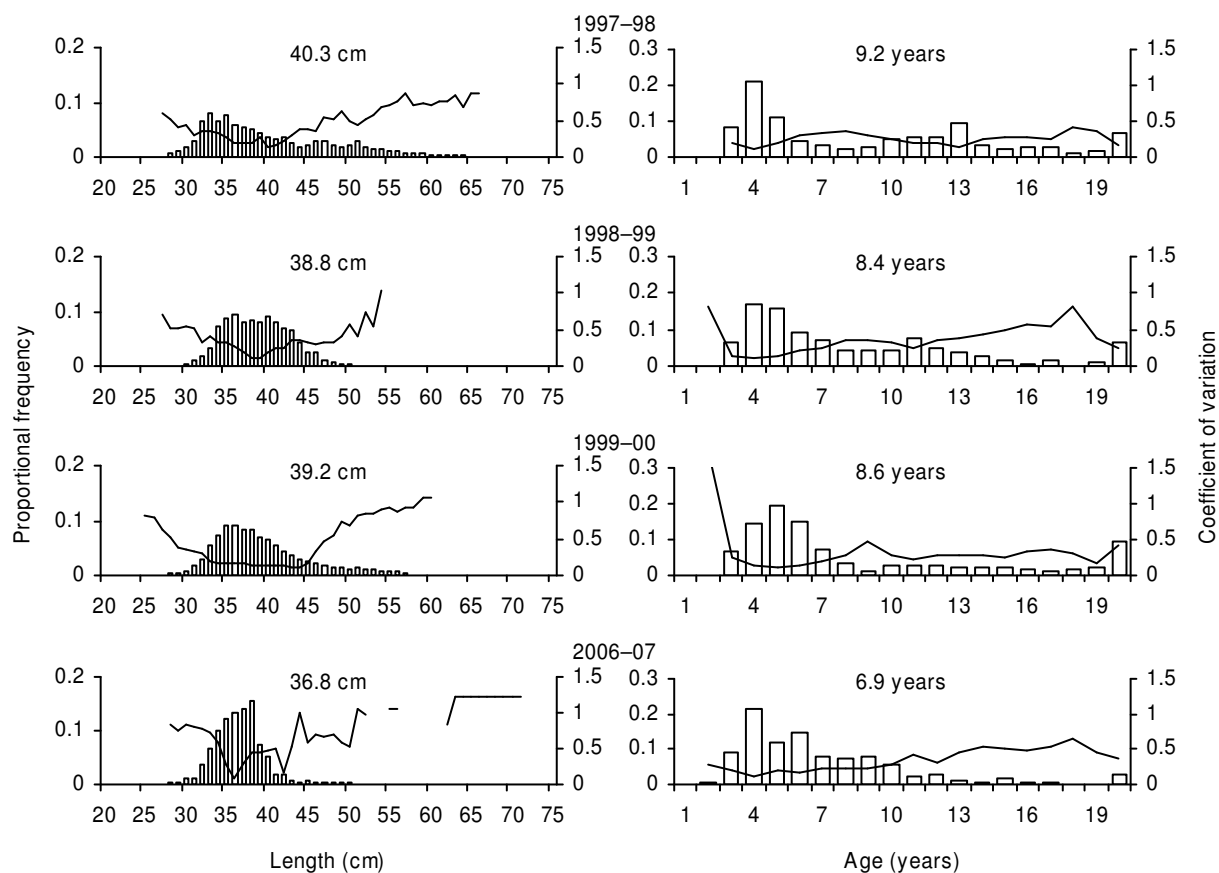 1997–98
40.3 cm
9.2 years
0.2 1.5 0.3 1.5
0.1 1 0.2 1
0.5 0.1 0.5
0 0 0 0
20 25 30 35 40 45 50 55 60 65 70 75 1 4 7 10 13 16 19
1998–99
38.8 cm
8.4 years
0.2 1.5 0.3 1.5
0.1 1 0.2 1
0.5 0.1 0.5
0 0 0 0
20 25 30 35 40 45 50 55 60 65 70 75 1 4 7 10 13 16 19
1999–00
39.2 cm
8.6 years
0.2 1.5 0.3 1.5
0.1 1 0.2 1
0.5 0.1 0.5
0 0 0 0
20 25 30 35 40 45 50 55 60 65 70 75 1 4 7 10 13 16 19
2006–07
36.8 cm
6.9 years
0.2 1.5 0.3 1.5
0.1 1 0.2 1
0.5 0.1 0.5
0 0 0 0
20 25 30 35 40 45 50 55 60 65 70 75 1 4 7 10 13 16 19
Length (cm)
Age (years)
Proportional frequency
Coefficient of variation